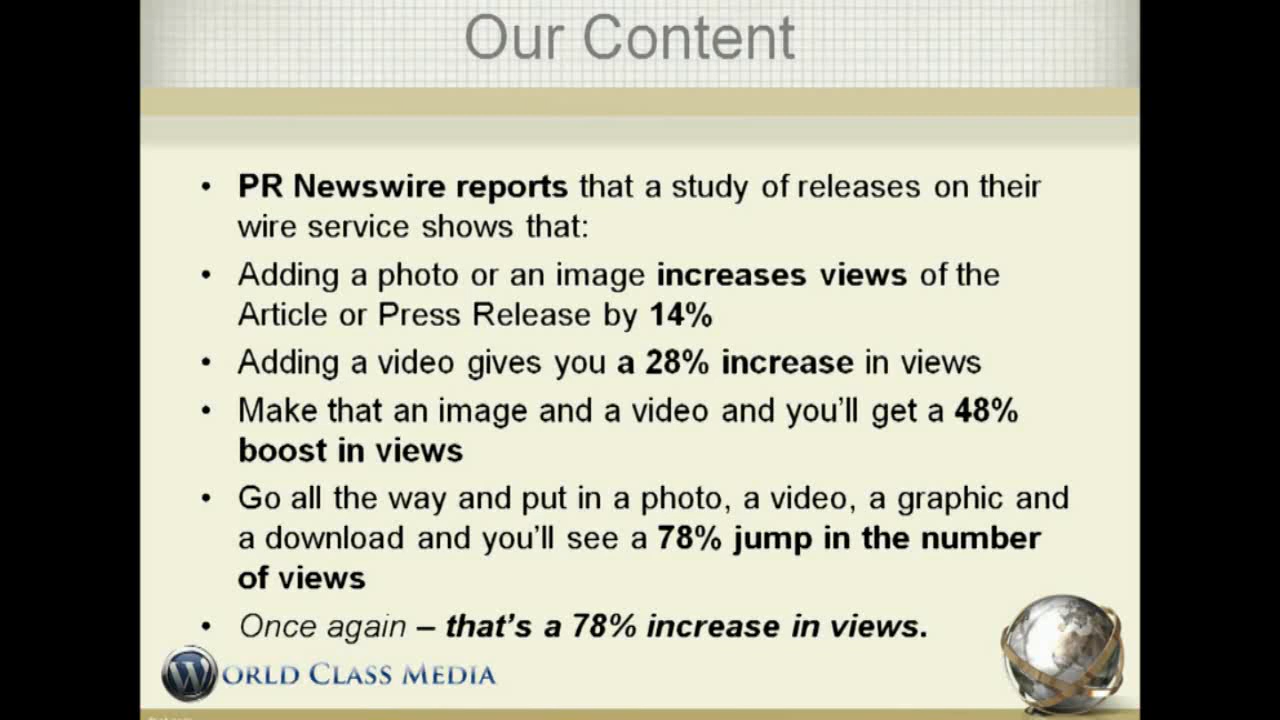 Our Content
• PR Newswire reports that a study of releases on their
wire service shows that:
• Adding a photo or an image increases views of the
Article or Press Release by 14%
• Adding a video gives you a 28% increase in views
• Make that an image and a video and you'll get a 48%
boost in views
• Go all the way and put in a photo, a video, a graphic and
a download and you'll see a 78% jump in the number
of views
• Once again – that's a 78% increase in views.
WORLD CLASS MEDIA